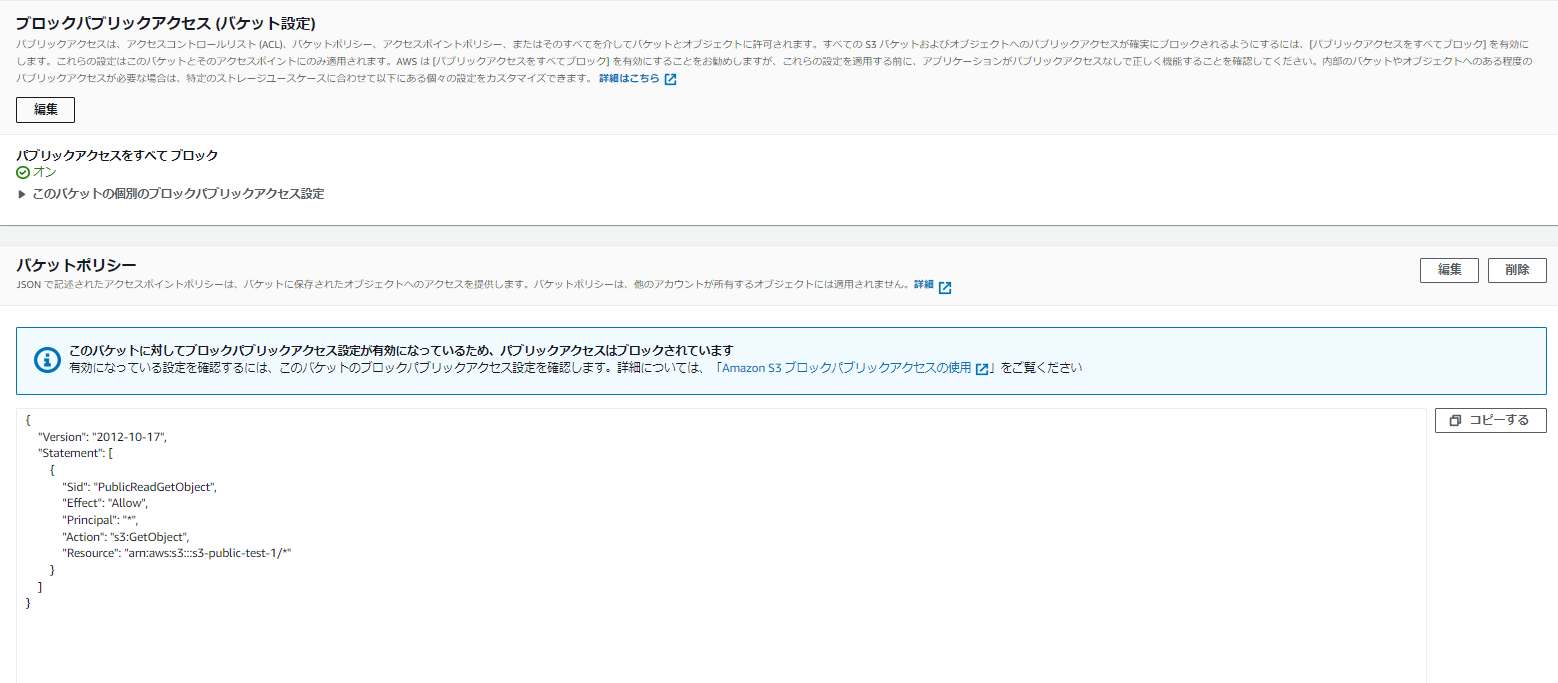 ブロックパブリックアクセス (バケット設定)
パブリックアクセスは、アクセスコントロールリスト (ACL)、バケットポリシー、アクセスポイントポリシー、またはそのすべてを介してバケットとオブジェクトに許可されます。すべての S3 バケットおよびオブジェクトへのパブリックアクセスが確実にブロックされるようにするには、[パブリックアクセスをすべてブロック] を有効に
します。これらの設定はこのバケットとそのアクセスポイントにのみ適用されます。AWS は [パブリックアクセスをすべてブロック] を有効にすることをお勧めしますが、これらの設定を適用する前に、アプリケーションがパブリックアクセスなしで正しく機能することを確認してください。内部のバケットやオブジェクトへのある程度の
パブリックアクセスが必要な場合は、特定のストレージユースケースに合わせて以下にある個々の設定をカスタマイズできます。 詳細はこちら
編集
パブリックアクセスをすべて ブロック
オン
このバケットの個別のブロックパブリックアクセス設定
バケットポリシー
編集
削除
JSON で記述されたアクセスポイントポリシーは、バケットに保存されたオブジェクトへのアクセスを提供します。バケットポリシーは、他のアカウントが所有するオブジェクトには適用されません。詳細
このバケットに対してブロックパブリックアクセス設定が有効になっているため、パブリックアクセスはブロックされています
有効になっている設定を確認するには、このバケットのブロックパブリックアクセス設定を確認します。詳細については、「Amazon S3 ブロックパブリックアクセスの使用」をご覧ください
コピーする
{
"Version": "2012-10-17",
"Statement": [
{
"Sid": "PublicReadGetObject",
"Effect": "Allow",
"Principal": "*",
"Action": "s3:GetObject",
"Resource": "arn:aws:s3:::s3-public-test-1/*"
}
]
}